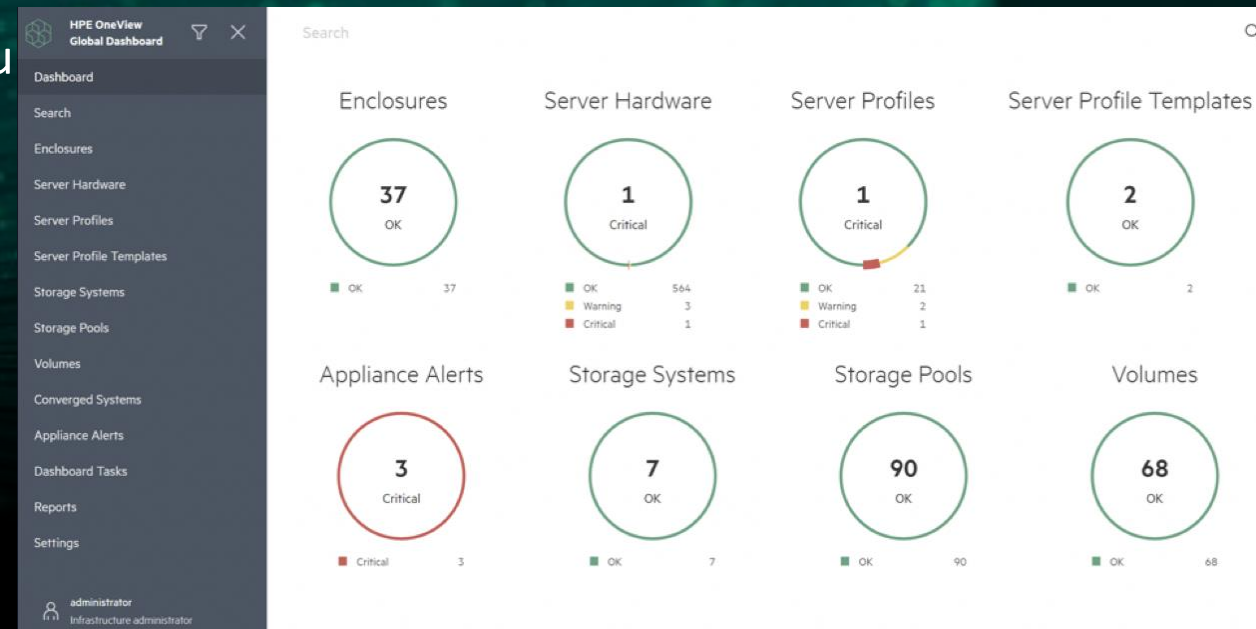 HPE OneView
Global Dashboard
Dashboard
Search
Enclosures
Server Hardware
Server Profiles
Server Profile Templates
Storage Systems
Storage Pools
Volumes
Converged Systems
Appliance Alerts
Dashboard Tasks
Reports
Settings
administrator
Infrastructure administrator
Search
Enclosures
37
OK
OK 37
Server Hardware
1
Critical
OK 564
Warning 3
Critical 1
Server Profiles
1
Critical
OK 21
Warning 2
Critical 1
Server Profile Templates
2
OK
OK 2
Appliance Alerts
3
Critical
Critical 3
Storage Systems
7
OK
OK 7
Storage Pools
90
OK
OK 90
Volumes
68
OK
OK 68